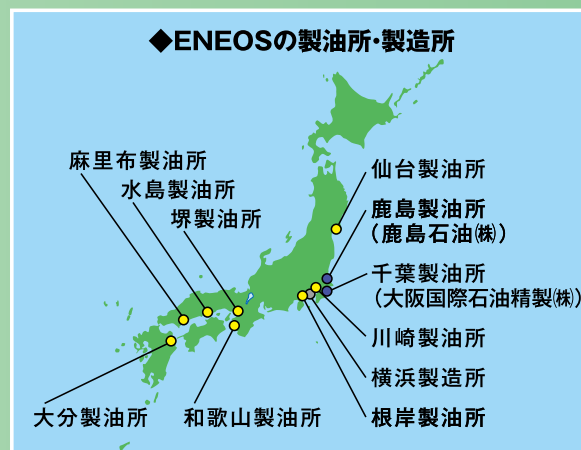 ◆ENEOSの製油所・製造所
麻里布製油所
水島製油所
堺製油所
仙台製油所
鹿島製油所
（鹿島石油㈱）
千葉製油所
（大阪国際石油精製㈱）
川崎製油所
横浜製造所
根岸製油所
大分製油所
和歌山製油所